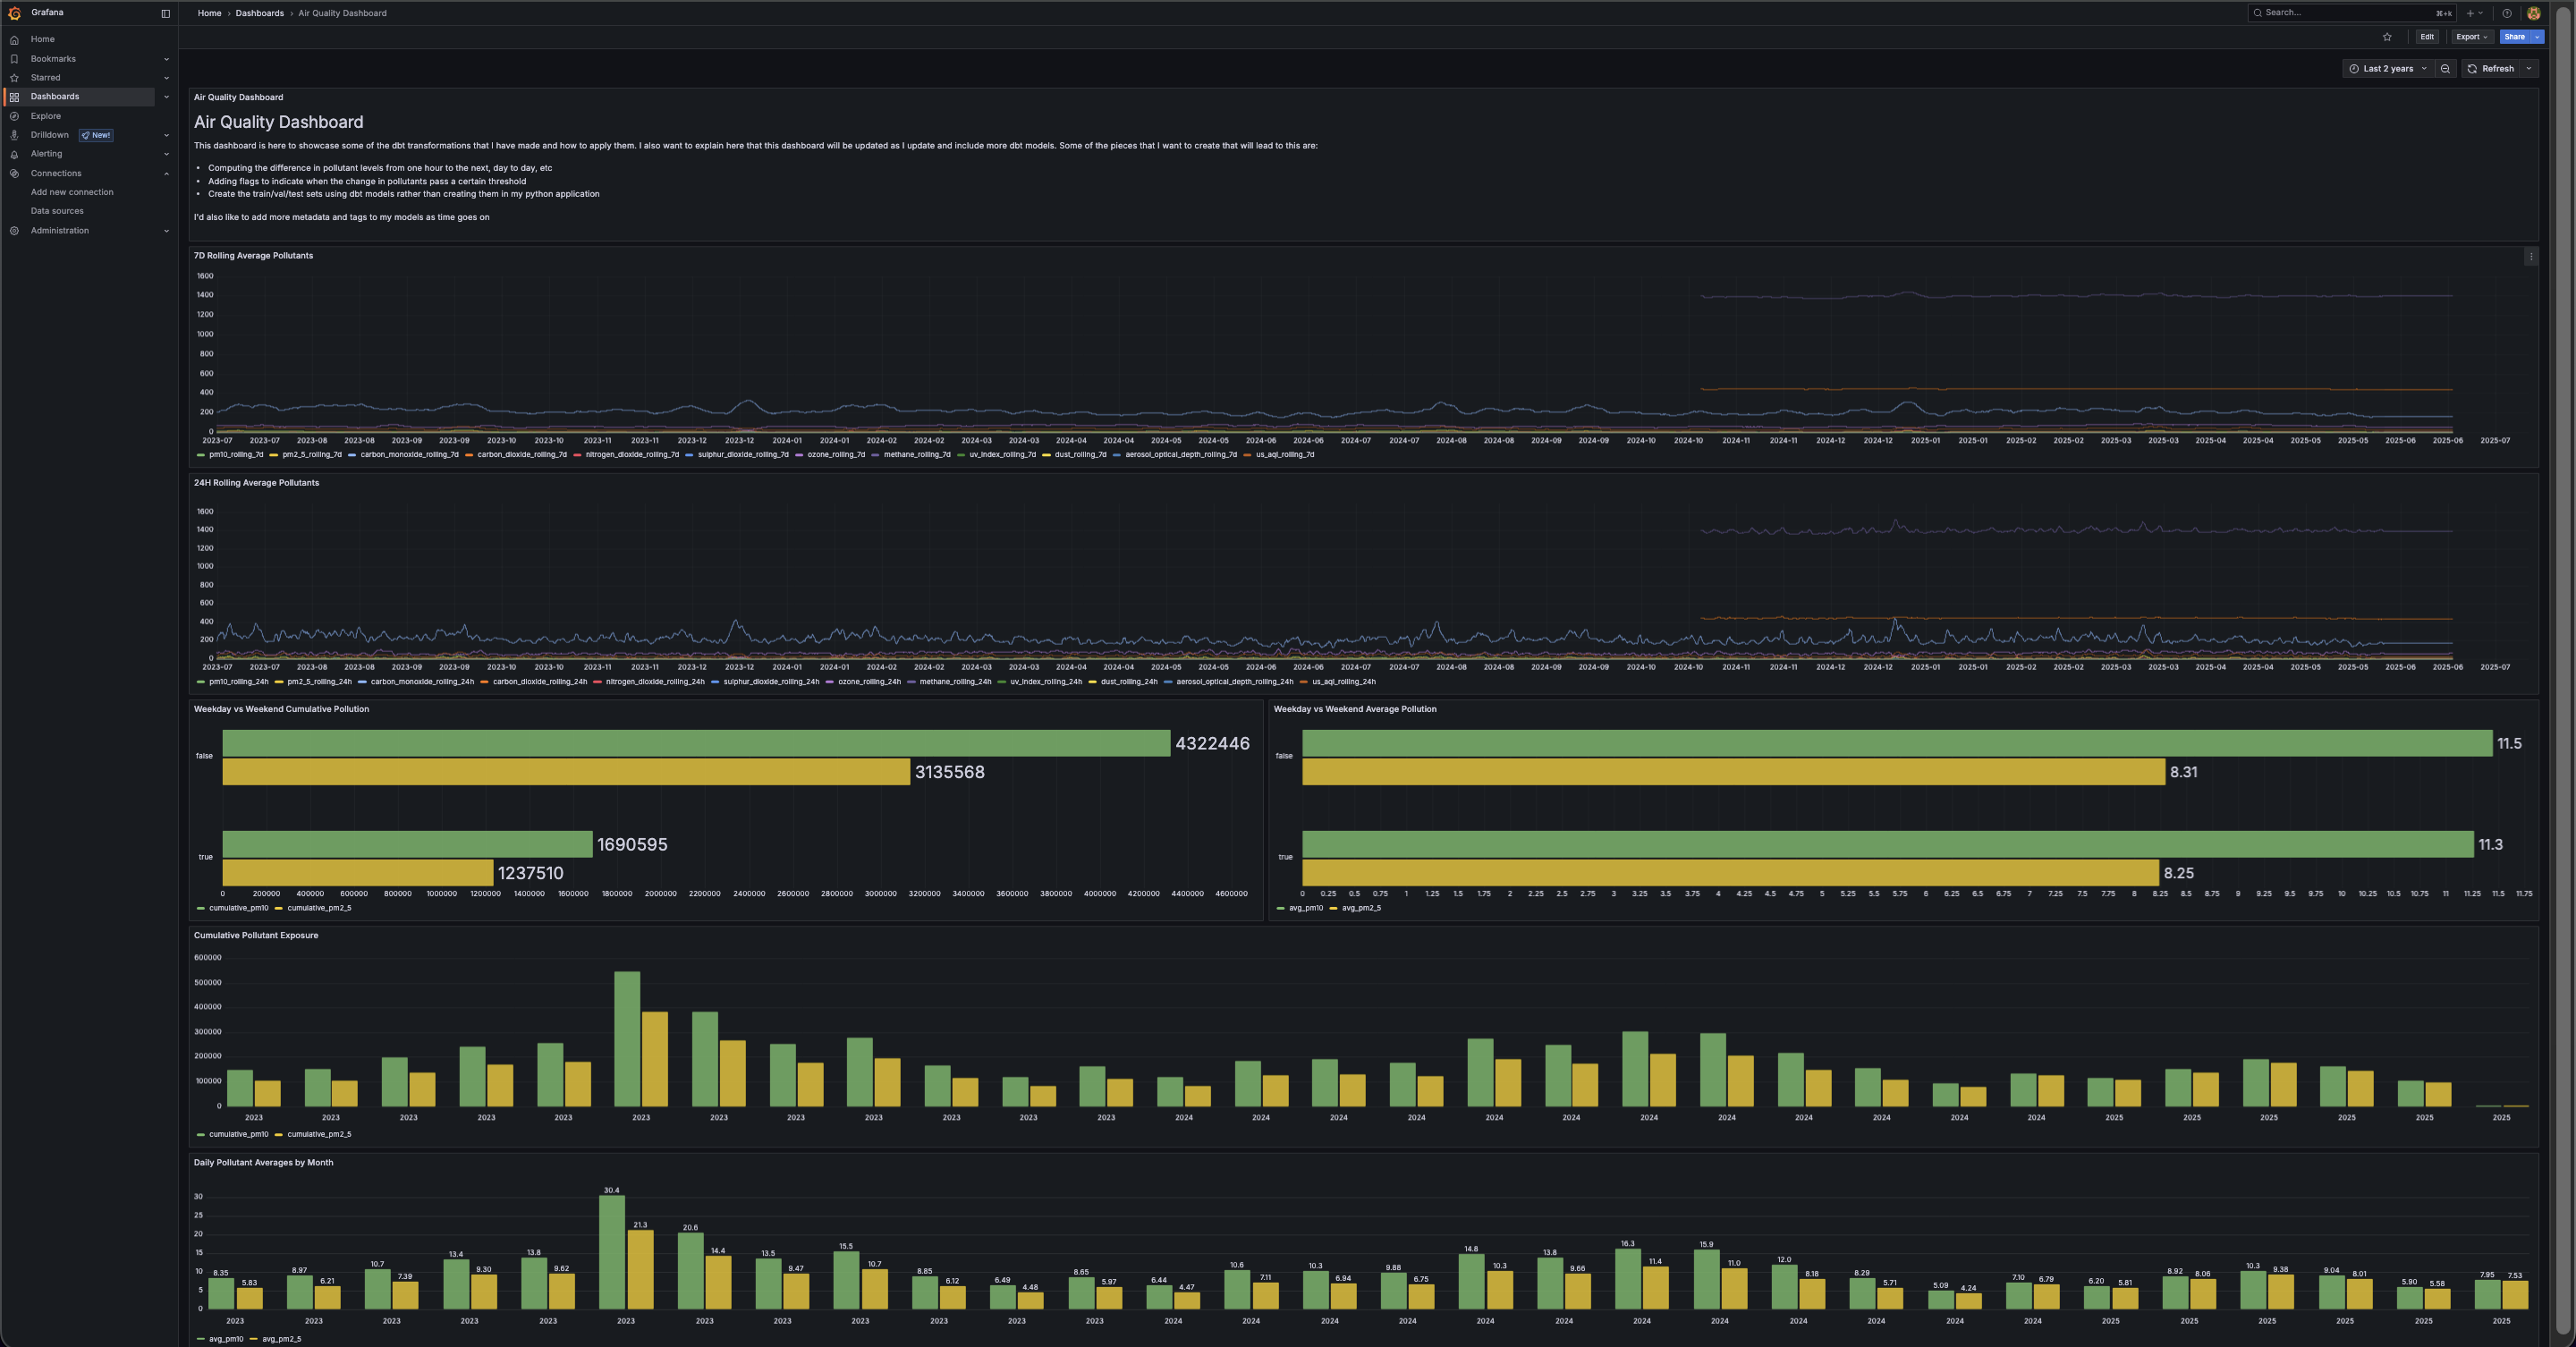 Grafana
Home › Dashboards › Air Quality Dashboard
Search...
⌘+k
Home
Bookmarks
Starred
Dashboards
Explore
Drilldown New!
Alerting
Connections
Add new connection
Data sources
Administration
Edit Export Share
Last 2 years Refresh
Air Quality Dashboard
Air Quality Dashboard
This dashboard is here to showcase some of the dbt transformations that I have made and how to apply them. I also want to explain here that this dashboard will be updated as I update and include more dbt models. Some of the pieces that I want to create that will lead to this are:
• Computing the difference in pollutant levels from one hour to the next, day to day, etc
• Adding flags to indicate when the change in pollutants pass a certain threshold
• Create the train/val/test sets using dbt models rather than creating them in my python application
I'd also like to add more metadata and tags to my models as time goes on
7D Rolling Average Pollutants
1600
1400
1200
1000
800
600
400
200
0
2023-07 2023-07 2023-08 2023-08 2023-09 2023-09 2023-10 2023-10 2023-11 2023-11 2023-12 2023-12 2024-01 2024-01 2024-02 2024-02 2024-03 2024-03 2024-04 2024-04 2024-05 2024-05 2024-06 2024-06 2024-07 2024-07 2024-08 2024-08 2024-09 2024-09 2024-10 2024-10 2024-11 2024-11 2024-12 2024-12 2025-01 2025-01 2025-02 2025-02 2025-03 2025-03 2025-04 2025-04 2025-05 2025-05 2025-06 2025-06 2025-07
pm10_rolling_7d pm2_5_rolling_7d carbon_monoxide_rolling_7d carbon_dioxide_rolling_7d nitrogen_dioxide_rolling_7d sulphur_dioxide_rolling_7d ozone_rolling_7d methane_rolling_7d uv_index_rolling_7d dust_rolling_7d aerosol_optical_depth_rolling_7d us_aqi_rolling_7d
24H Rolling Average Pollutants
1600
1400
1200
1000
800
600
400
200
0
2023-07 2023-07 2023-08 2023-08 2023-09 2023-09 2023-10 2023-10 2023-11 2023-11 2023-12 2023-12 2024-01 2024-01 2024-02 2024-02 2024-03 2024-03 2024-04 2024-04 2024-05 2024-05 2024-06 2024-06 2024-07 2024-07 2024-08 2024-08 2024-09 2024-09 2024-10 2024-10 2024-11 2024-11 2024-12 2024-12 2025-01 2025-01 2025-02 2025-02 2025-03 2025-03 2025-04 2025-04 2025-05 2025-05 2025-06 2025-06 2025-07
pm10_rolling_24h pm2_5_rolling_24h carbon_monoxide_rolling_24h carbon_dioxide_rolling_24h nitrogen_dioxide_rolling_24h sulphur_dioxide_rolling_24h ozone_rolling_24h methane_rolling_24h uv_index_rolling_24h dust_rolling_24h aerosol_optical_depth_rolling_24h us_aqi_rolling_24h
Weekday vs Weekend Cumulative Pollution
4322446
false
3135568
1690595
true
1237510
0 200000 400000 600000 800000 1000000 1200000 1400000 1600000 1800000 2000000 2200000 2400000 2600000 2800000 3000000 3200000 3400000 3600000 3800000 4000000 4200000 4400000 4600000
cumulative_pm10 cumulative_pm2_5
Weekday vs Weekend Average Pollution
11.5
false
8.31
11.3
true
8.25
0 0.25 0.5 0.75 1 1.25 1.5 1.75 2 2.25 2.5 2.75 3 3.25 3.5 3.75 4 4.25 4.5 4.75 5 5.25 5.5 5.75 6 6.25 6.5 6.75 7 7.25 7.5 7.75 8 8.25 8.5 8.75 9 9.25 9.5 9.75 10 10.25 10.5 10.75 11 11.25 11.5 11.75
avg_pm10 avg_pm2_5
Cumulative Pollutant Exposure
600000
500000
400000
300000
200000
100000
0
2023 2023 2023 2023 2023 2023 2023 2023 2023 2023 2023 2023 2024 2024 2024 2024 2024 2024 2024 2024 2024 2024 2024 2024 2025 2025 2025 2025 2025 2025
cumulative_pm10 cumulative_pm2_5
Daily Pollutant Averages by Month
30
25
20
15
10
5
0
8.35 5.83 8.97 6.21 10.7 7.39 13.4 9.30 13.8 9.62 30.4 21.3 20.6 14.4 13.5 9.47 15.5 10.7 8.85 6.12 6.49 4.48 8.65 5.97 6.44 4.47 10.6 7.11 10.3 6.94 9.88 6.75 14.8 10.3 13.8 9.66 16.3 11.4 15.9 11.0 12.0 8.18 8.29 5.71 5.09 4.24 7.10 6.79 6.20 5.81 8.92 8.06 10.3 9.38 9.04 8.01 5.90 5.58 7.95 7.53
2023 2023 2023 2023 2023 2023 2023 2023 2023 2023 2023 2023 2024 2024 2024 2024 2024 2024 2024 2024 2024 2024 2024 2024 2025 2025 2025 2025 2025 2025
avg_pm10 avg_pm2_5